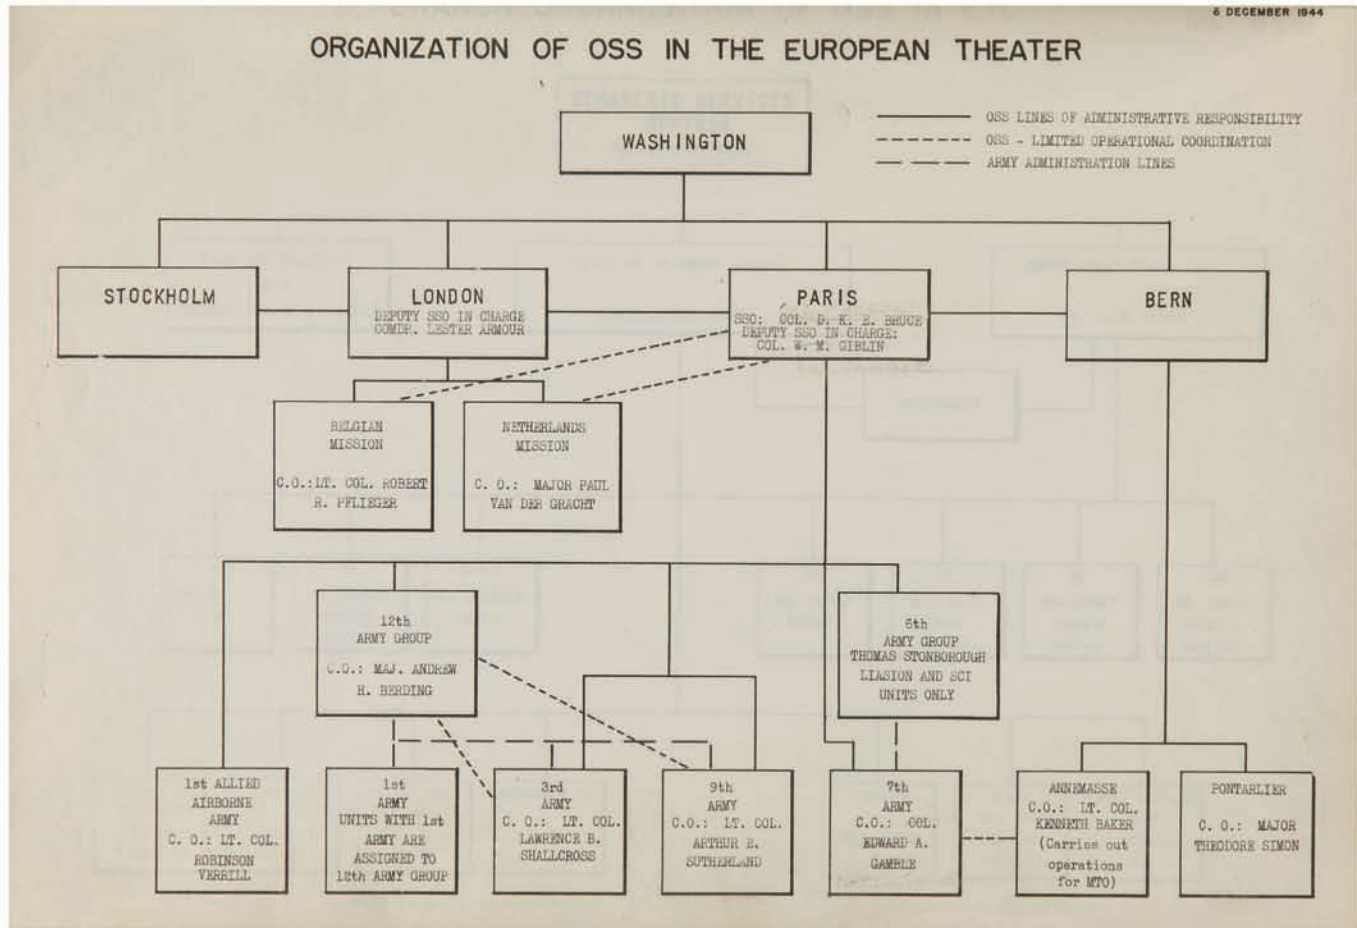 6 DECEMBER 1944
ORGANIZATION OF OSS IN THE EUROPEAN THEATER
OSS LINES OF ADMINISTRATIVE RESPONSIBILITY
OSS - LIMITED OPERATIONAL COORDINATION
ARMY ADMINISTRATION LINES
WASHINGTON
STOCKHOLM
LONDON
DEPUTY SSO IN CHARGE
COMDR. LESTER ARMOUR
PARIS
SSO: COL. D. K. E. BRUCE
DEPUTY SSO IN CHARGE:
COL. W. M. GIBLIN
BERN
BELGIAN
MISSION
C.O.:LT. COL. ROBERT
R. PFLIEGER
NETHERLANDS
MISSION
C. O.: MAJOR PAUL
VAN DER GRACHT
12th
ARMY GROUP
C.O.: MAJ. ANDREW
H. BERDING
6th
ARMY GROUP
THOMAS STONBOROUGH
LIASION AND SCI
UNITS ONLY
1st ALLIED
AIRBORNE
ARMY
C. O.: LT. COL.
ROBINSON
VERRILL
1st
ARMY
UNITS WITH 1st
ARMY ARE
ASSIGNED TO
12th ARMY GROUP
3rd
ARMY
C. O.: LT. COL.
LAWRENCE B.
SHALLCROSS
9th
ARMY
C.O.: LT. COL.
ARTHUR E.
SUTHERLAND
7th
ARMY
C.O.: COL.
EDWARD A.
GAMBLE
ANNEMASSE
C.O.: LT. COL.
KENNETH BAKER
(Carries out
operations
for MTO)
PONTARLIER
C. O.: MAJOR
THEODORE SIMON